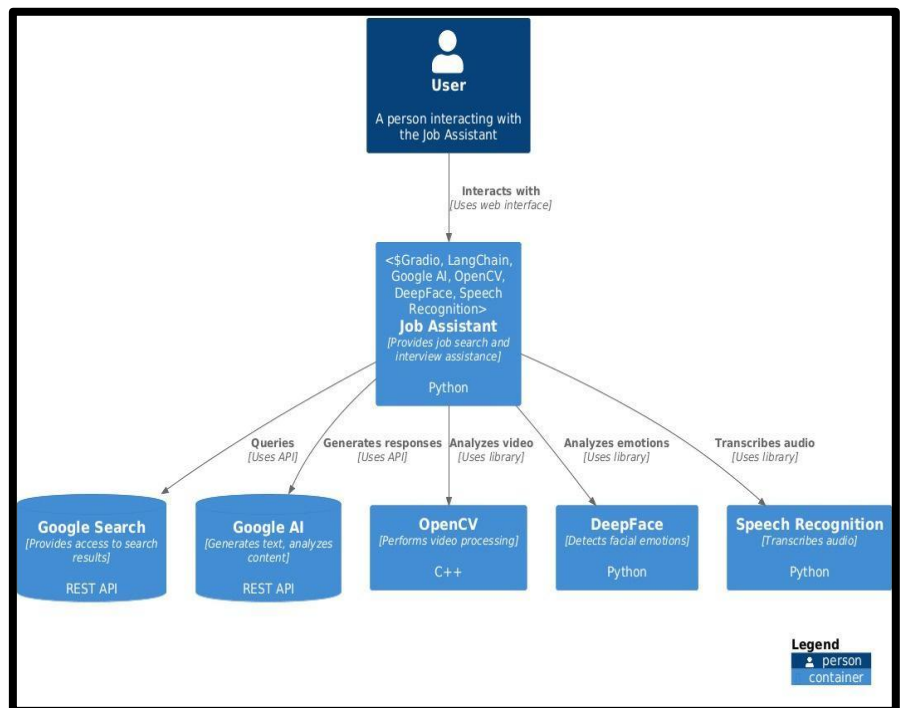 User
A person interacting with
the Job Assistant
Interacts with
[Uses web interface]
<$Gradio, LangChain,
Google AI, OpenCV,
DeepFace, Speech
Recognition>
Job Assistant
[Provides job search and
interview assistance]
Python
Queries
[Uses API]
Generates responses
[Uses API]
Analyzes video
[Uses library]
Analyzes emotions
[Uses library]
Transcribes audio
[Uses library]
Google Search
[Provides access to search
results]
REST API
Google AI
[Generates text, analyzes
content]
REST API
OpenCV
[Performs video processing]
C++
DeepFace
[Detects facial emotions]
Python
Speech Recognition
[Transcribes audio]
Python
Legend
person
container